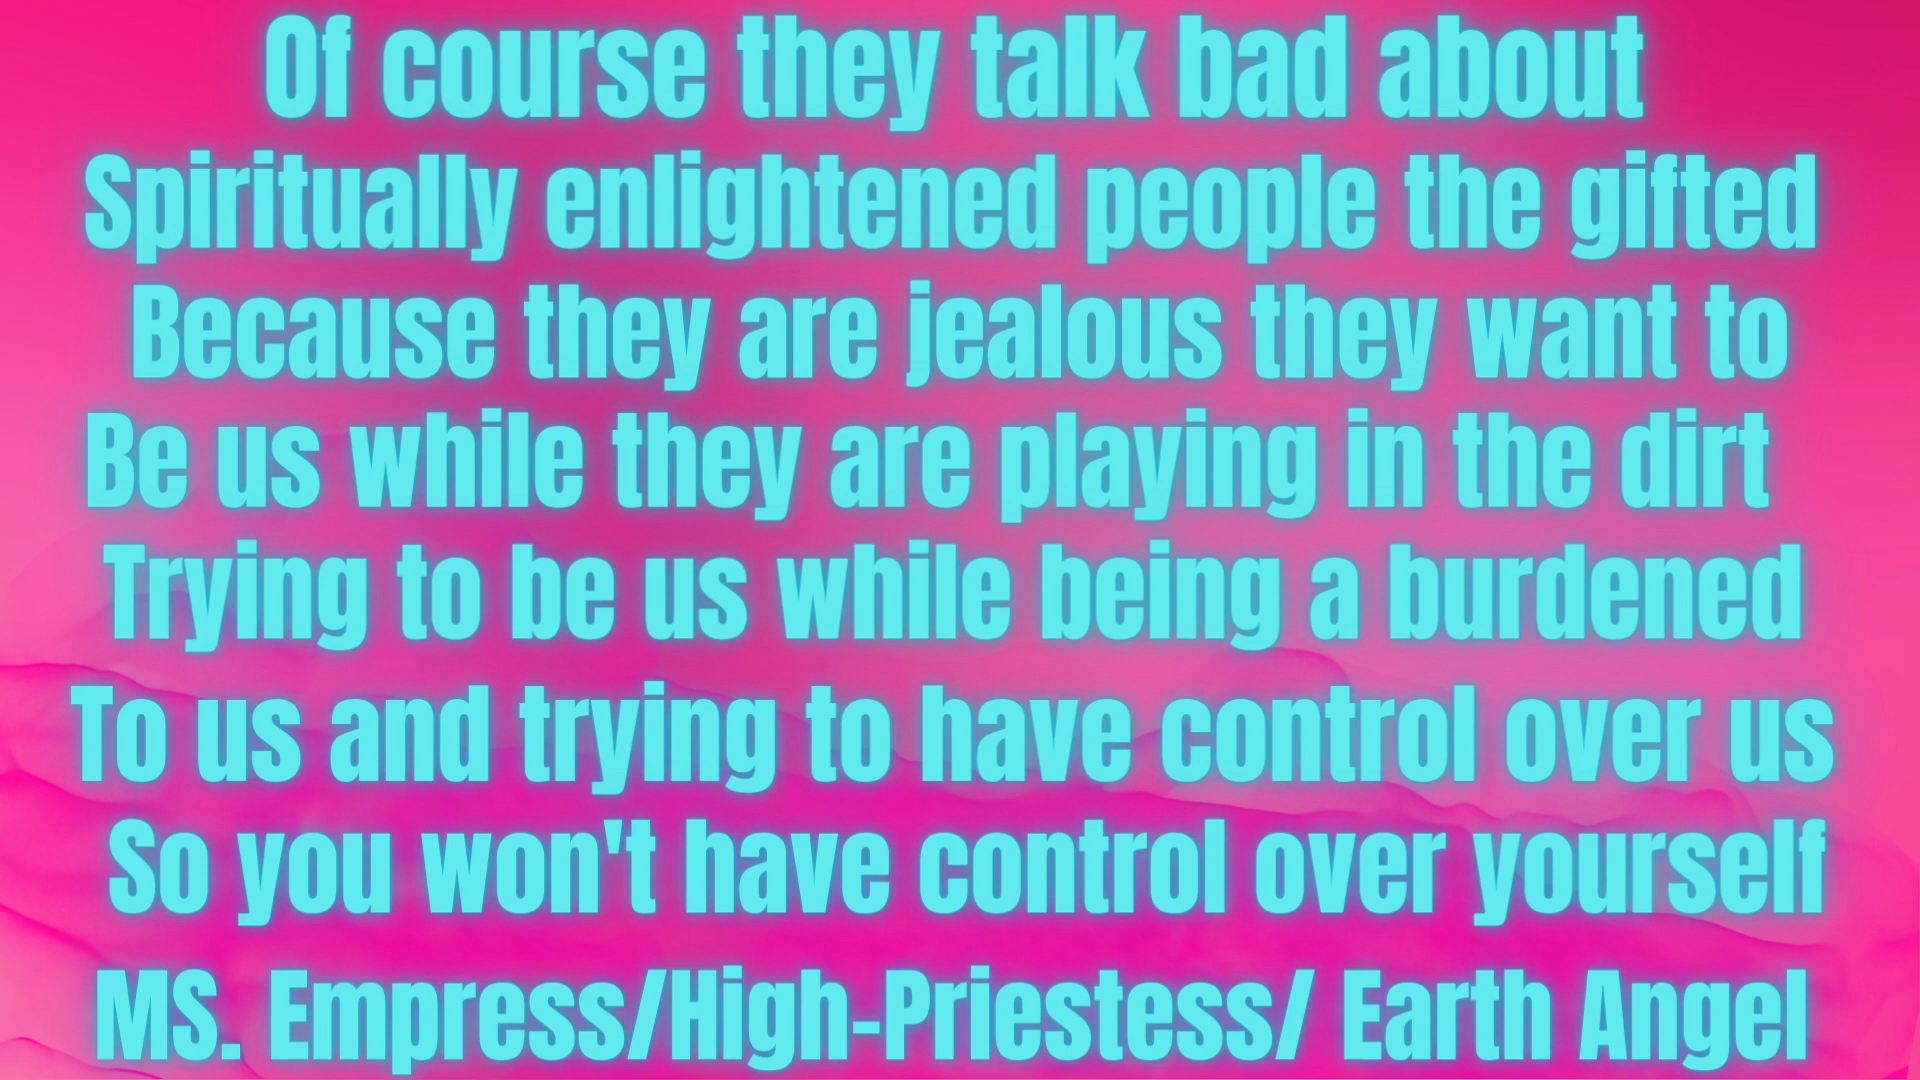 Of course they talk bad about
Spiritually enlightened people the gifted
Because they are jealous they want to
Be us while they are playing in the dirt
Trying to be us while being a burdened
To us and trying to have control over us
So you won't have control over yourself
MS. Empress/High-Priestess/ Earth Angel